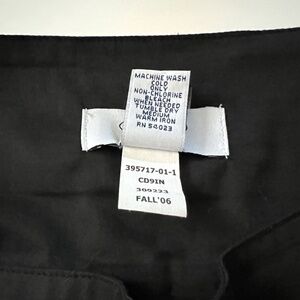 MACHINE WASH
COLD
ONLY
NON-CHLORINE
BLEACH
WHEN NEEDED
TUMBLE DRY
MEDIUM
WARM IRON
RN 54023
395717-01-1
CD9IN
309233
FALL'06